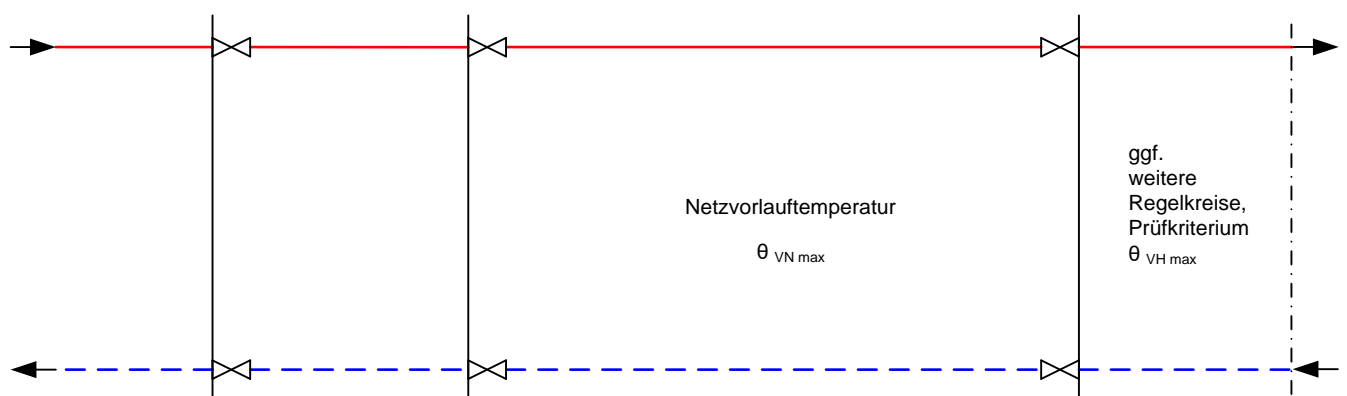 Netzvorlauftemperatur
θ VN max
ggf.
weitere
Regelkreise,
Prüfkriterium
θ VH max